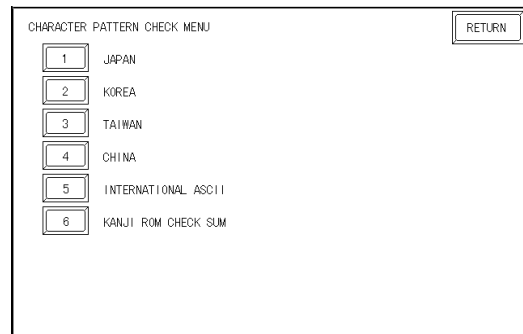 CHARACTER PATTERN CHECK MENU RETURN
1 JAPAN
2 KOREA
3 TAIWAN
4 CHINA
5 INTERNATIONAL ASCII
6 KANJI ROM CHECK SUM